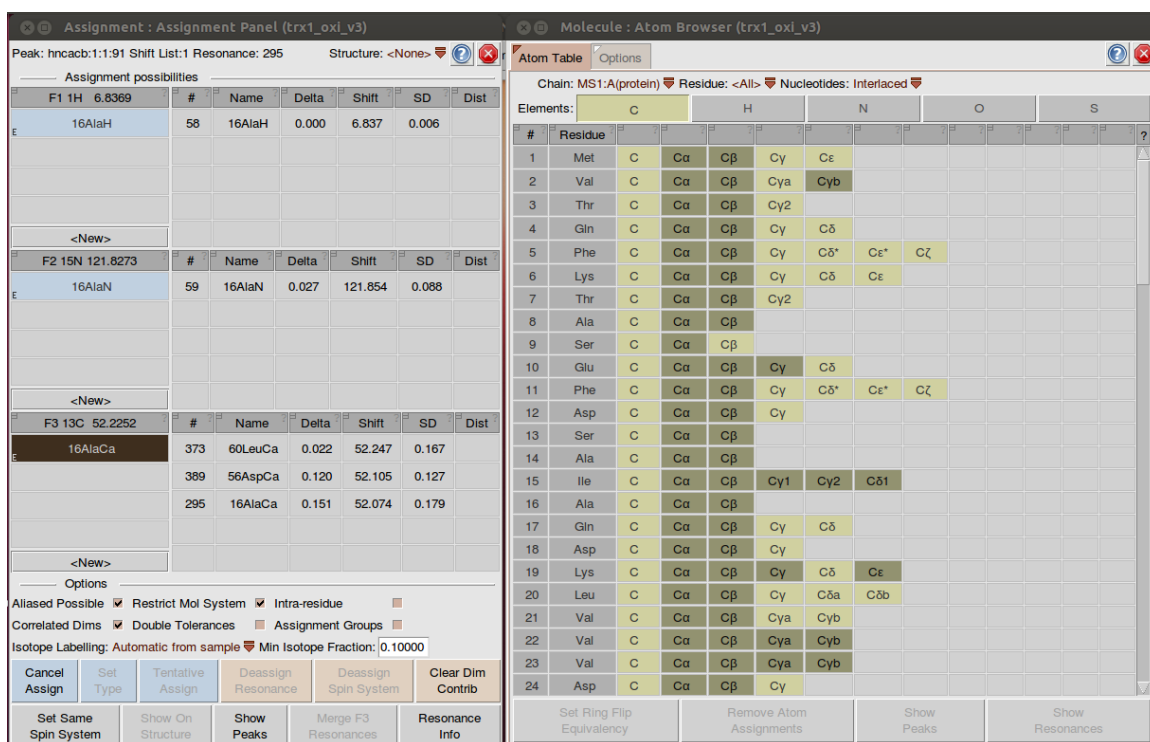 Assignment : Assignment Panel (trx1_oxi_v3)
Peak: hncacb:1:1:91 Shift List:1 Resonance: 295 Structure: <None>
Assignment possibilities
F1 1H 6.8369 # Name Delta Shift SD Dist
16AlaH 58 16AlaH 0.000 6.837 0.006
E
<New>
F2 15N 121.8273 # Name Delta Shift SD Dist
16AlaN 59 16AlaN 0.027 121.854 0.088
E
<New>
F3 13C 52.2252 # Name Delta Shift SD Dist
16AlaCa 373 60LeuCa 0.022 52.247 0.167
E
389 56AspCa 0.120 52.105 0.127
295 16AlaCa 0.151 52.074 0.179
<New>
Options
Aliased Possible Restrict Mol System Intra-residue
Correlated Dims Double Tolerances Assignment Groups
Isotope Labelling: Automatic from sample Min Isotope Fraction: 0.10000
Cancel Assign Set Type Tentative Assign Deassign Resonance Deassign Spin System Clear Dim Contrib
Set Same Spin System Show On Structure Show Peaks Merge F3 Resonances Resonance Info
Molecule : Atom Browser (trx1_oxi_v3)
Atom Table Options
Chain: MS1:A(protein) Residue: <All> Nucleotides: Interlaced
Elements: C H N O S
# Residue ?
1 Met C Cα Cβ Cγ Cε
2 Val C Cα Cβ Cγa Cγb
3 Thr C Cα Cβ Cγ2
4 Gln C Cα Cβ Cγ Cδ
5 Phe C Cα Cβ Cγ Cδ* Cε* Cζ
6 Lys C Cα Cβ Cγ Cδ Cε
7 Thr C Cα Cβ Cγ2
8 Ala C Cα Cβ
9 Ser C Cα Cβ
10 Glu C Cα Cβ Cγ Cδ
11 Phe C Cα Cβ Cγ Cδ* Cε* Cζ
12 Asp C Cα Cβ Cγ
13 Ser C Cα Cβ
14 Ala C Cα Cβ
15 Ile C Cα Cβ Cγ1 Cγ2 Cδ1
16 Ala C Cα Cβ
17 Gln C Cα Cβ Cγ Cδ
18 Asp C Cα Cβ Cγ
19 Lys C Cα Cβ Cγ Cδ Cε
20 Leu C Cα Cβ Cγ Cδa Cδb
21 Val C Cα Cβ Cγa Cγb
22 Val C Cα Cβ Cγa Cγb
23 Val C Cα Cβ Cγa Cγb
24 Asp C Cα Cβ Cγ
Set Ring Flip Equivalency Remove Atom Assignments Show Peaks Show Resonances